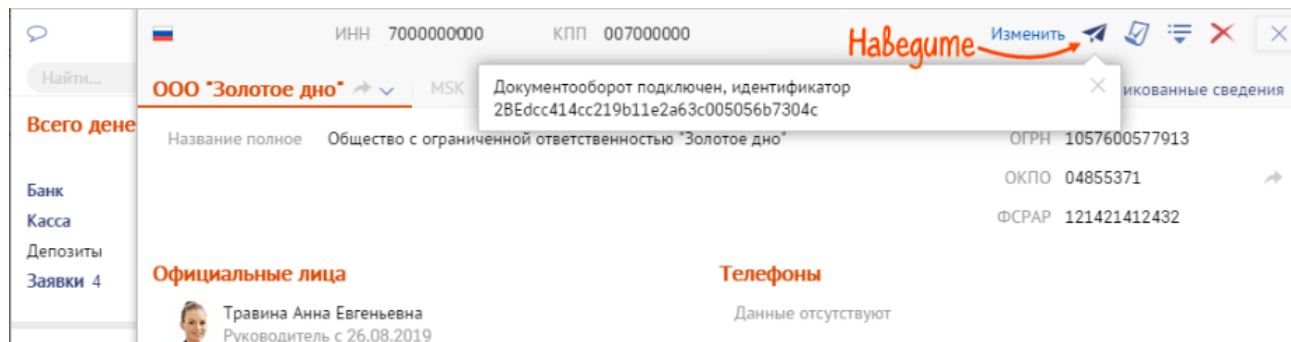 ИНН 7000000000 КПП 007000000 Наведите Изменить
Найти...
ООО "Золотое дно" MSK
Документооборот подключен, идентификатор
2BEdcc414cc219b11e2a63c005056b7304c
икованные сведения
Всего дене
Название полное Общество с ограниченной ответственностью "Золотое дно"
ОГРН 1057600577913
ОКПО 04855371
ФСРАР 121421412432
Банк
Касса
Депозиты
Заявки 4
Официальные лица
Травина Анна Евгеньевна
Руководитель с 26.08.2019
Телефоны
Данные отсутствуют